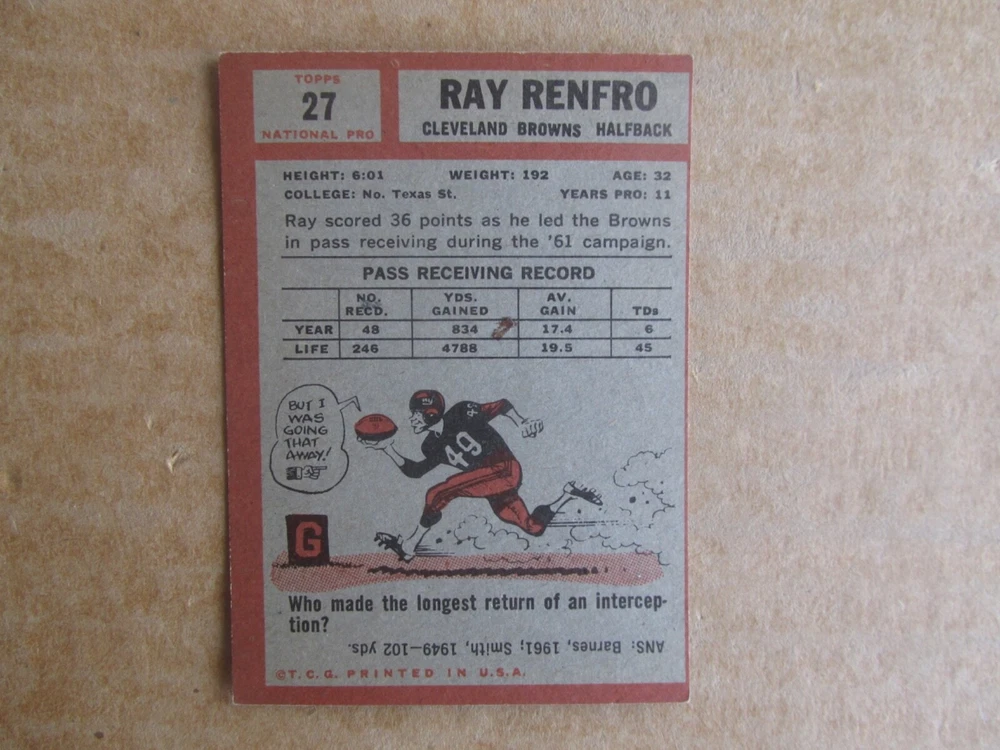 TOPPS
27
NATIONAL PRO
RAY RENFRO
CLEVELAND BROWNS HALFBACK
HEIGHT: 6:01 WEIGHT: 192 AGE: 32
COLLEGE: No. Texas St. YEARS PRO: 11
Ray scored 36 points as he led the Browns
in pass receiving during the '61 campaign.
PASS RECEIVING RECORD
NO. RECD. YDS. GAINED AV. GAIN TDs
YEAR 48 834 17.4 6
LIFE 246 4788 19.5 45
BUT I
WAS
GOING
THAT
AWAY!
49
G
Who made the longest return of an intercep-
tion?
ANS: Barnes, 1961; Smith, 1949—102 yds.
©T.C.G. PRINTED IN U.S.A.